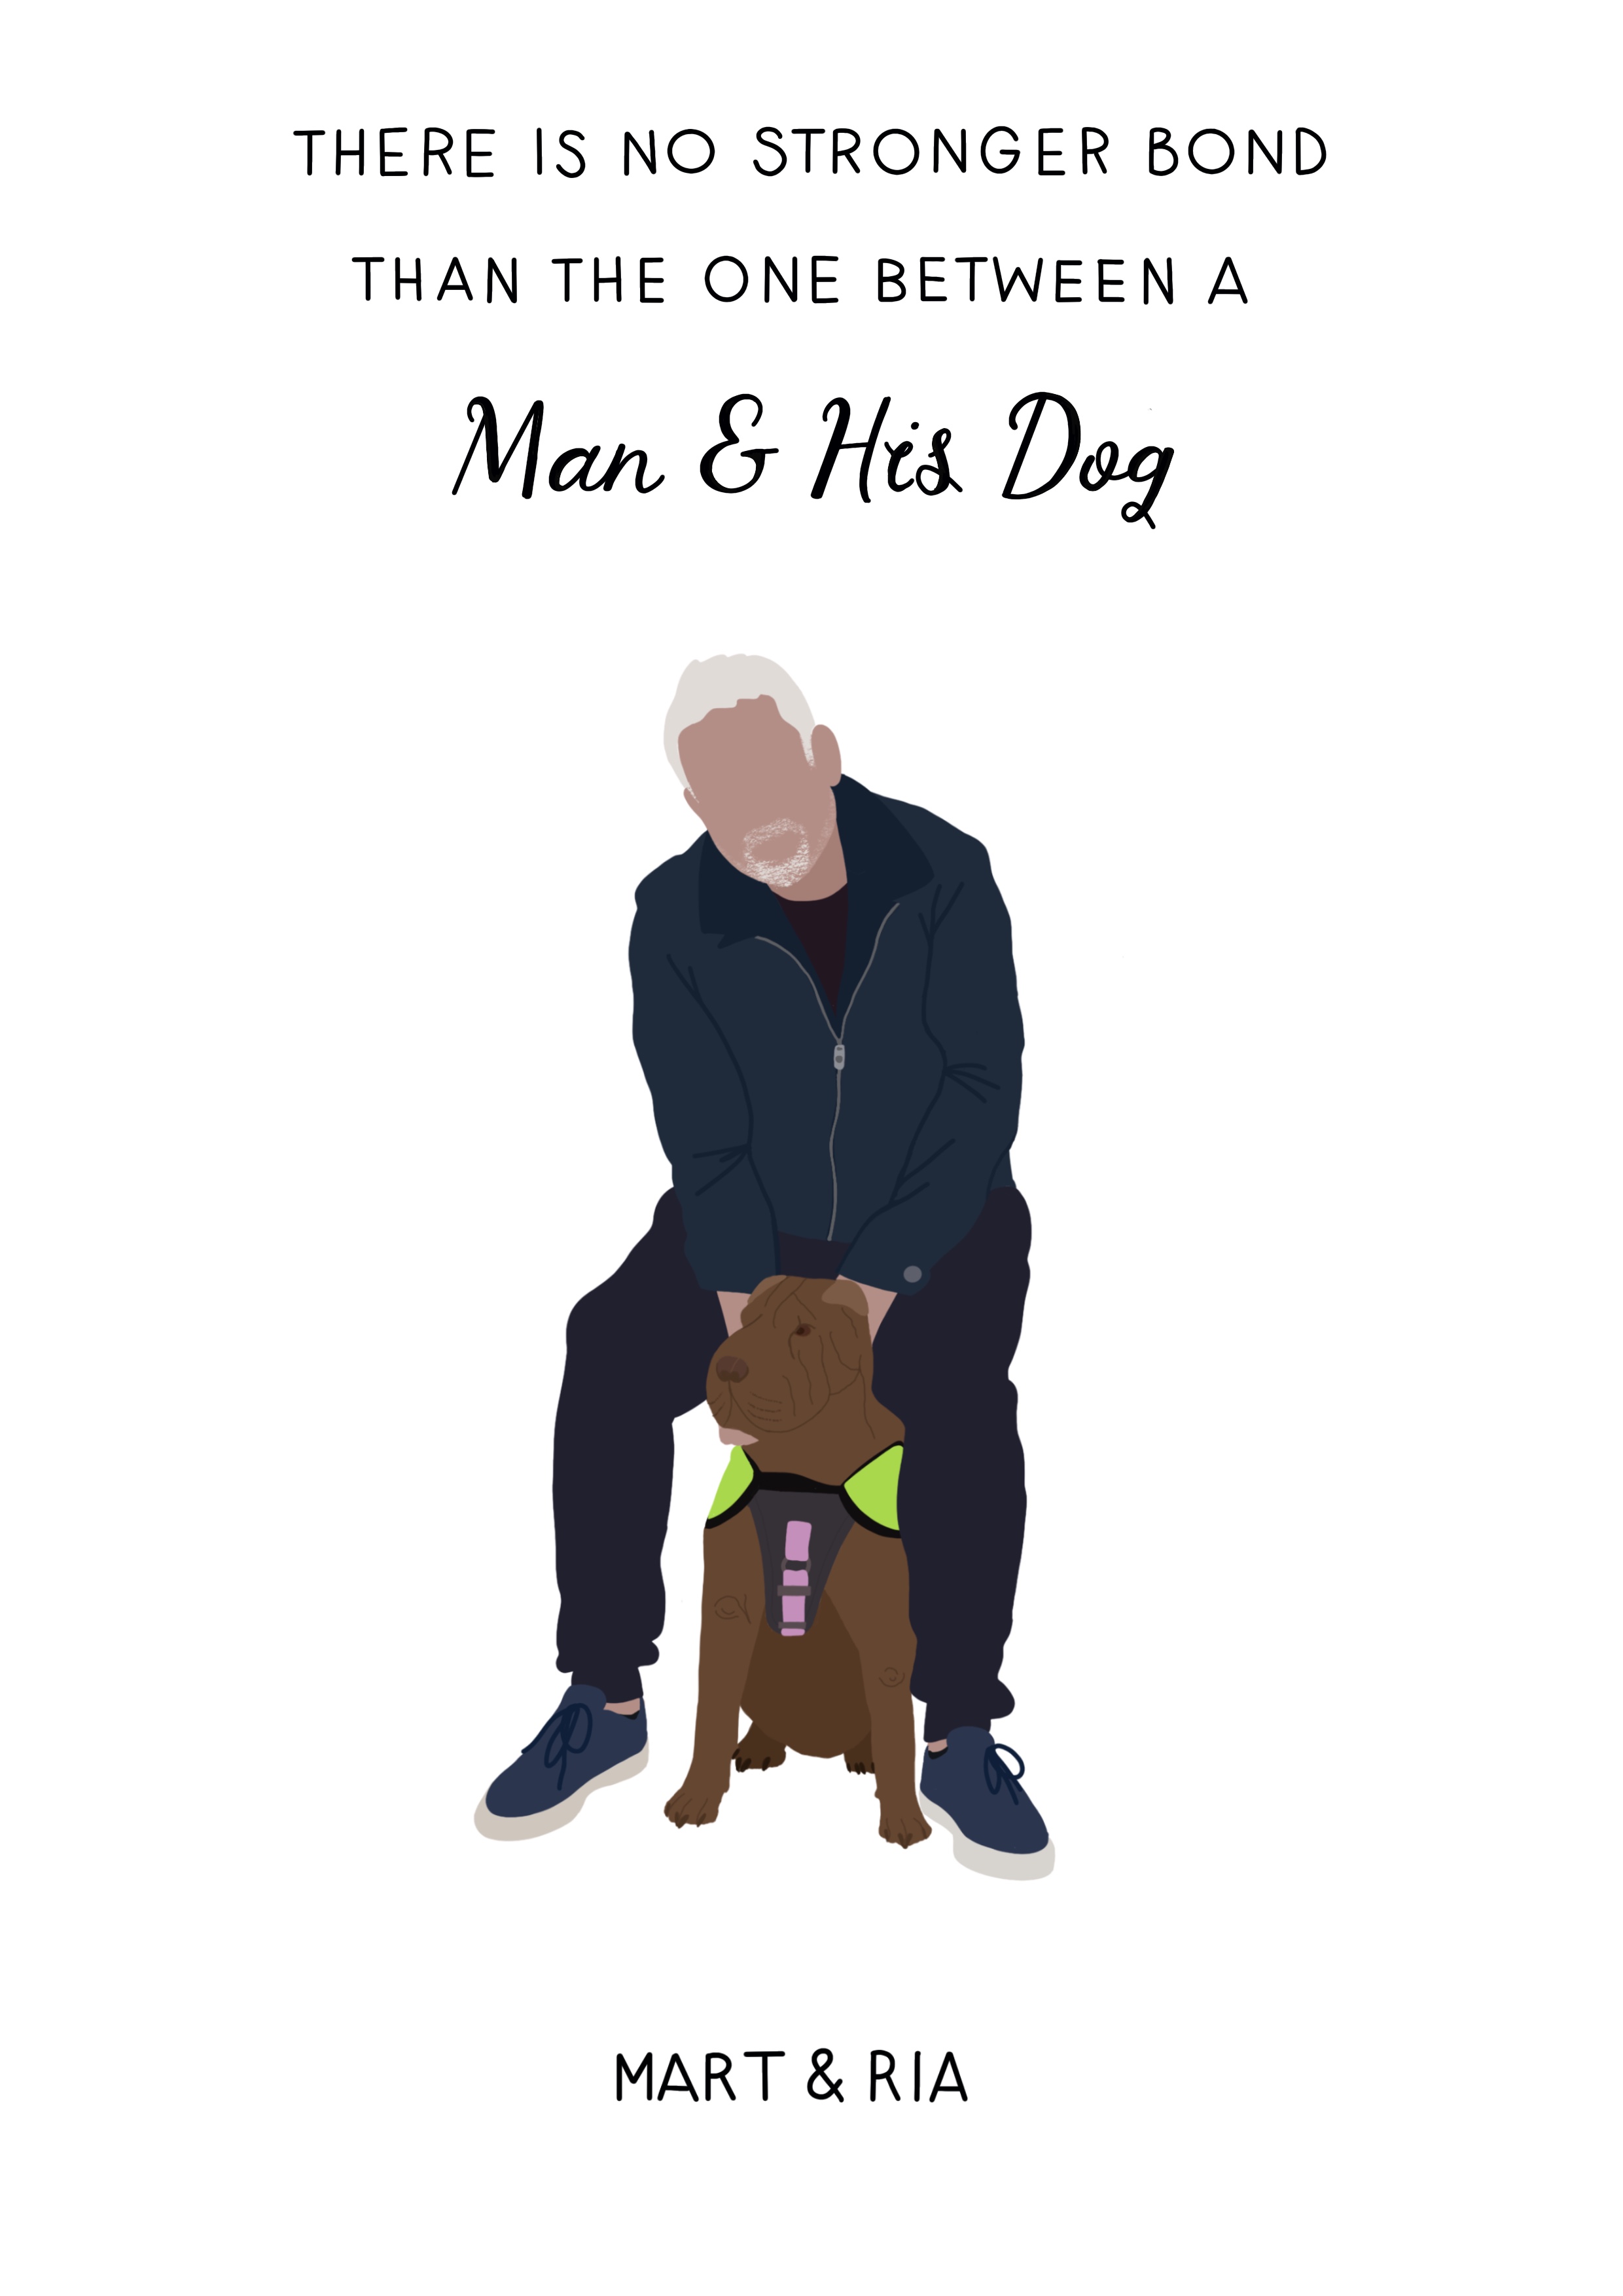 THERE IS NO STRONGER BOND
THAN THE ONE BETWEEN A
Man & His Dog
MART & RIA